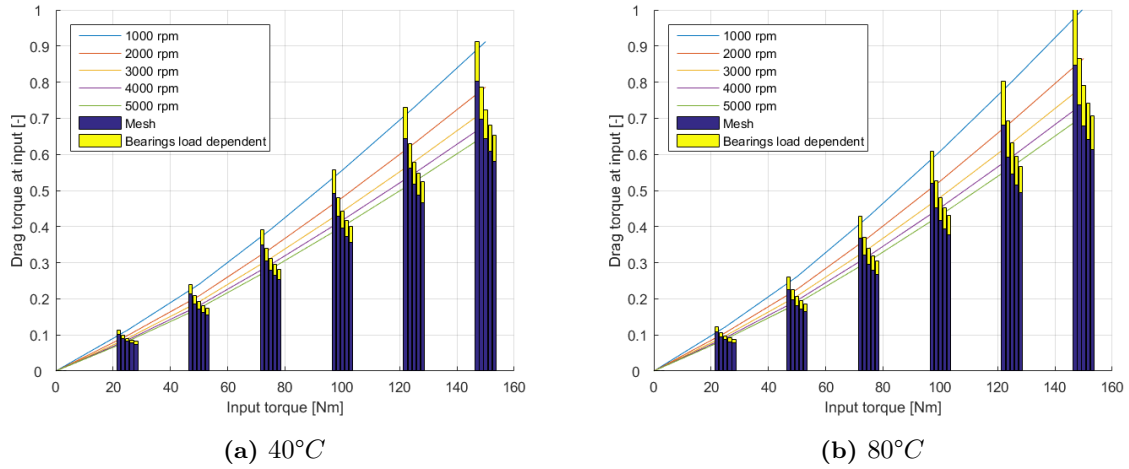 1
0.9
0.8
0.7
0.6
0.5
0.4
0.3
0.2
0.1
0
Drag torque at input [-]
1000 rpm
2000 rpm
3000 rpm
4000 rpm
5000 rpm
Mesh
Bearings load dependent
0 20 40 60 80 100 120 140 160
Input torque [Nm]
(a) 40°C
1
0.9
0.8
0.7
0.6
0.5
0.4
0.3
0.2
0.1
0
Drag torque at input [-]
1000 rpm
2000 rpm
3000 rpm
4000 rpm
5000 rpm
Mesh
Bearings load dependent
0 20 40 60 80 100 120 140 160
Input torque [Nm]
(b) 80°C